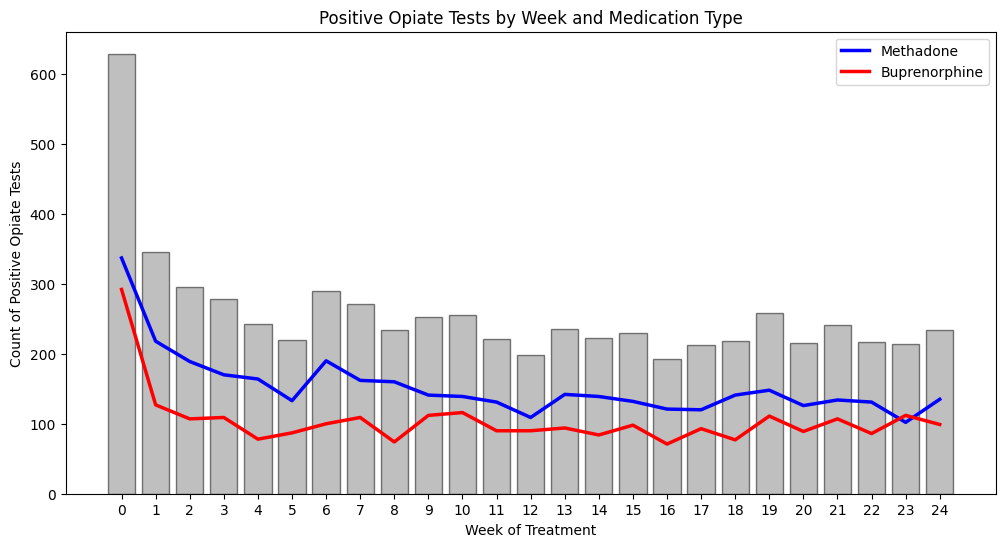 Positive Opiate Tests by Week and Medication Type
Methadone
Buprenorphine
Count of Positive Opiate Tests
600
500
400
300
200
100
0
0 1 2 3 4 5 6 7 8 9 10 11 12 13 14 15 16 17 18 19 20 21 22 23 24
Week of Treatment